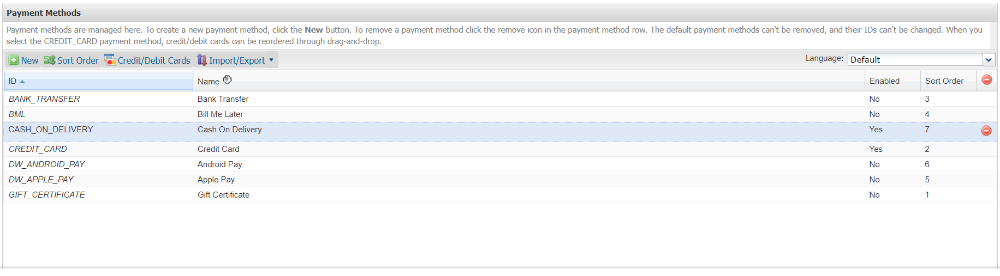 Payment Methods
Payment methods are managed here. To create a new payment method, click the New button. To remove a payment method click the remove icon in the payment method row. The default payment methods can't be removed, and their IDs can't be changed. When you
select the CREDIT_CARD payment method, credit/debit cards can be reordered through drag-and-drop.
New Sort Order Credit/Debit Cards Import/Export Language: Default
ID Name Enabled Sort Order
BANK_TRANSFER Bank Transfer No 3
BML Bill Me Later No 4
CASH_ON_DELIVERY Cash On Delivery Yes 7
CREDIT_CARD Credit Card Yes 2
DW_ANDROID_PAY Android Pay No 6
DW_APPLE_PAY Apple Pay No 5
GIFT_CERTIFICATE Gift Certificate No 1